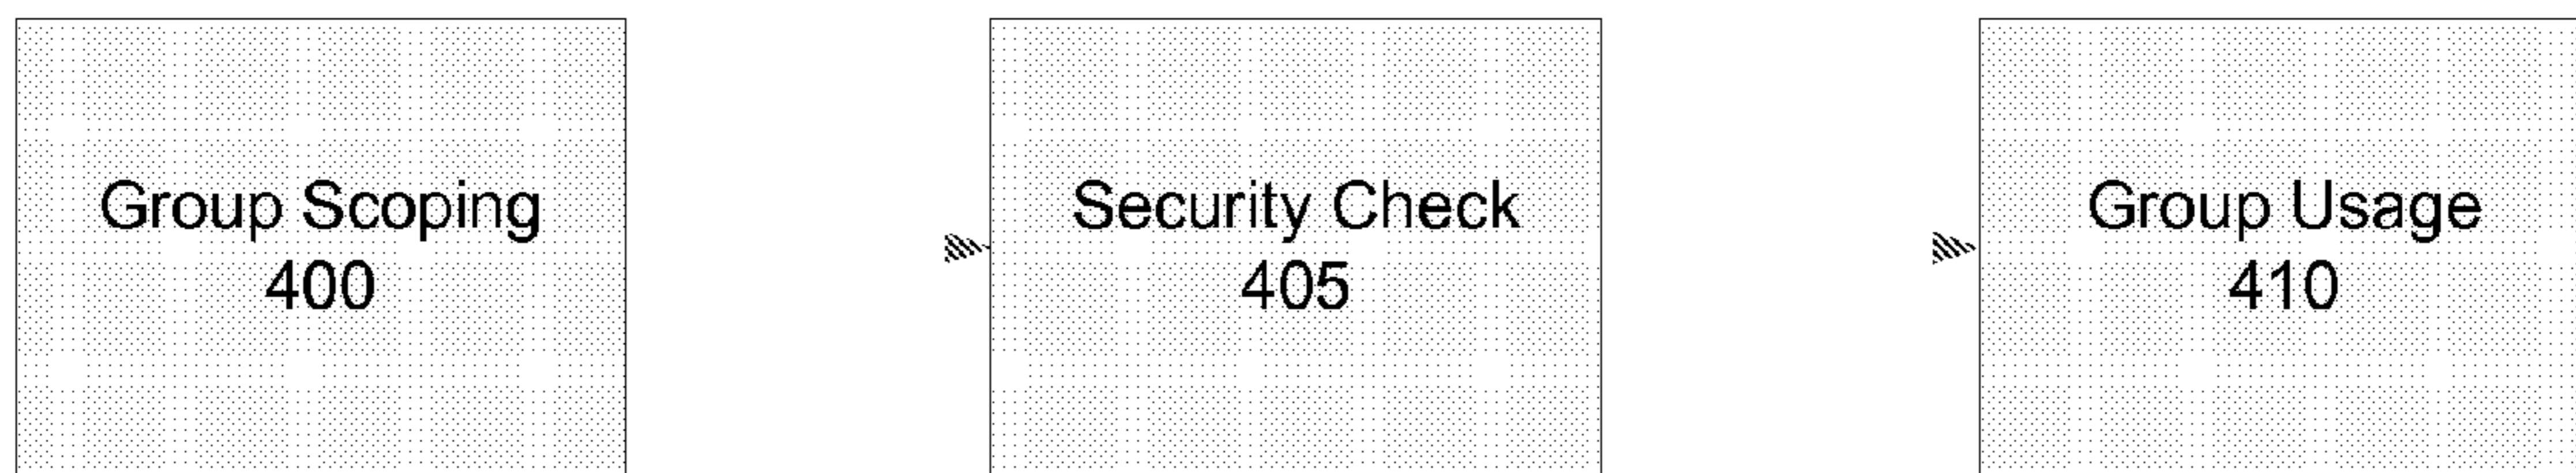 Group Scoping
400
Security Check
405
Group Usage
410